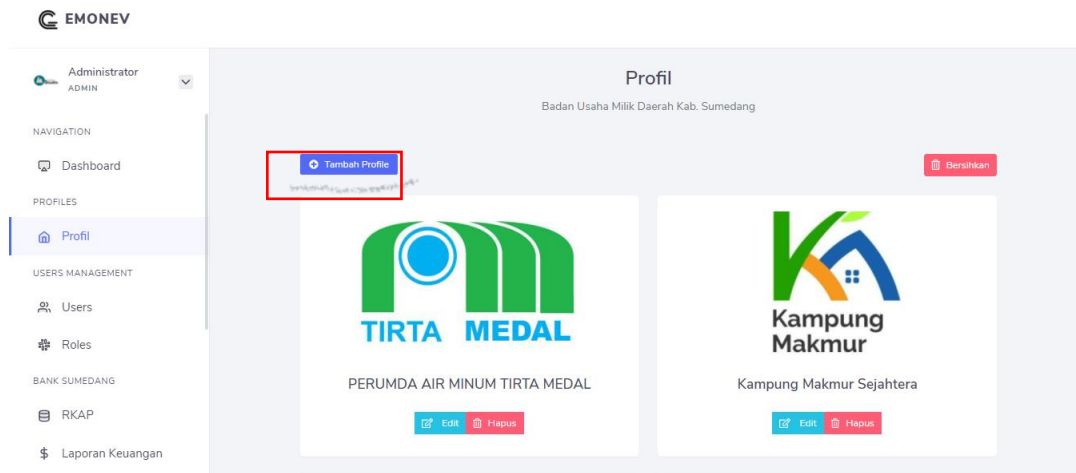 EMONEV
Administrator
ADMIN
NAVIGATION
Dashboard
PROFILES
Profil
USERS MANAGEMENT
Users
Roles
BANK SUMEDANG
RKAP
Laporan Keuangan
Profil
Badan Usaha Milik Daerah Kab. Sumedang
Tambah Profile
Bersihkan
TIRTA MEDAL
PERUMDA AIR MINUM TIRTA MEDAL
Edit Hapus
Kampung
Makmur
Kampung Makmur Sejahtera
Edit Hapus